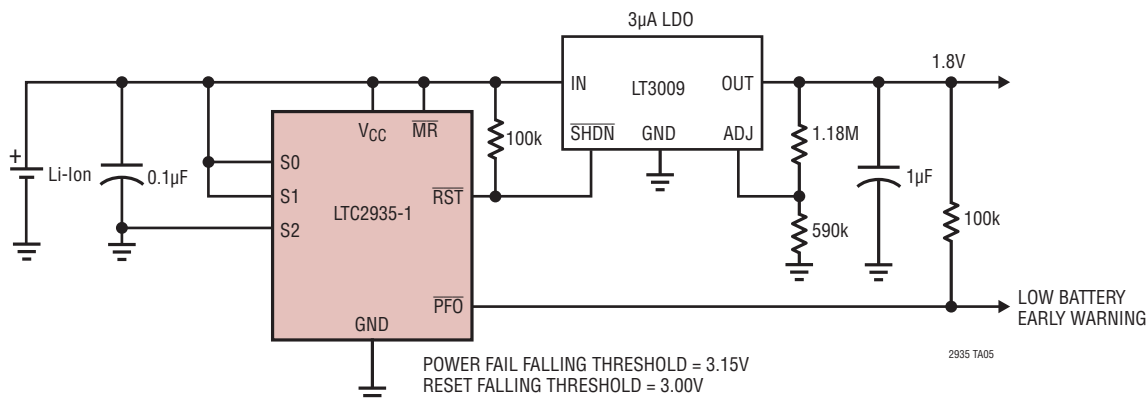 3µA LDO
1.8V
IN
LT3009
OUT
SHDN
GND
ADJ
VCC
MR
100k
1.18M
+
Li-Ion
0.1µF
S0
S1
S2
LTC2935-1
RST
1µF
590k
100k
PFO
GND
LOW BATTERY
EARLY WARNING
POWER FAIL FALLING THRESHOLD = 3.15V
RESET FALLING THRESHOLD = 3.00V
2935 TA05